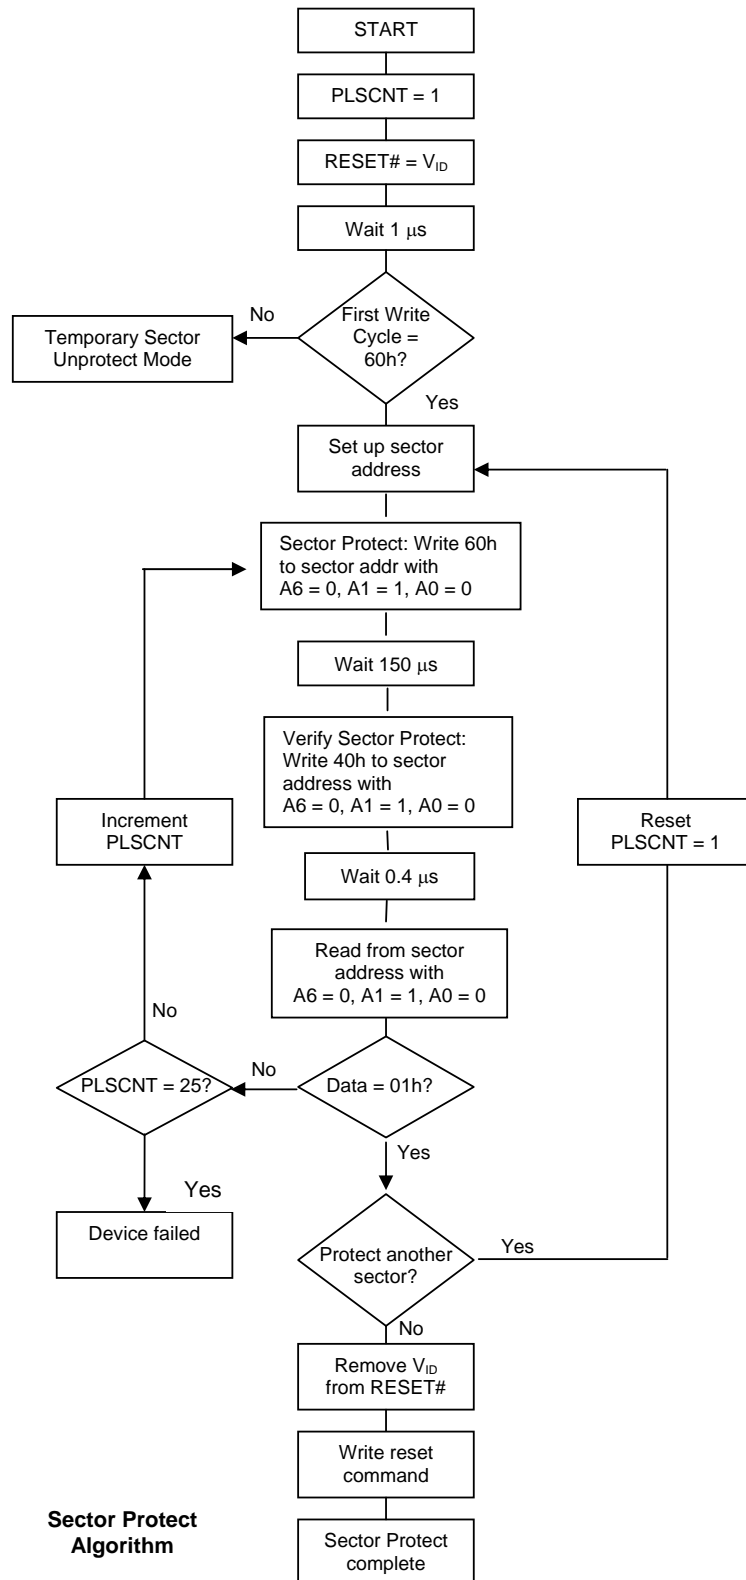 START
PLSCNT = 1
RESET# = VID
Wait 1 μs
First Write
Cycle =
60h?
No
Temporary Sector
Unprotect Mode
Yes
Set up sector
address
Sector Protect: Write 60h
to sector addr with
A6 = 0, A1 = 1, A0 = 0
Wait 150 μs
Verify Sector Protect:
Write 40h to sector
address with
A6 = 0, A1 = 1, A0 = 0
Increment
PLSCNT
Reset
PLSCNT = 1
Wait 0.4 μs
Read from sector
address with
A6 = 0, A1 = 1, A0 = 0
No
PLSCNT = 25?
No
Data = 01h?
Yes
Yes
Device failed
Protect another
sector?
Yes
No
Remove VID
from RESET#
Write reset
command
Sector Protect
Algorithm
Sector Protect
complete